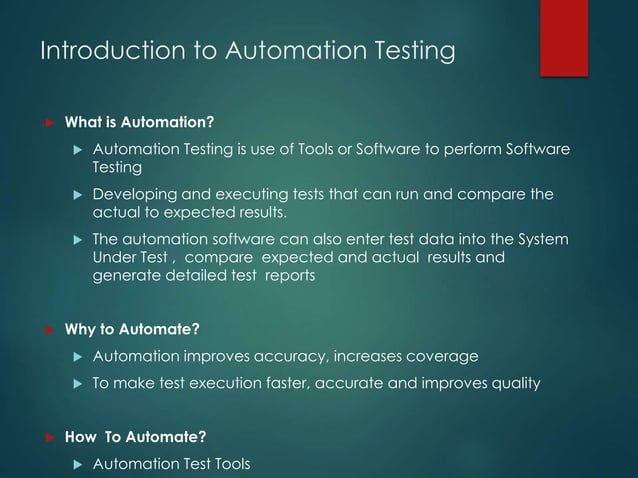 Introduction to Automation Testing
What is Automation?
Automation Testing is use of Tools or Software to perform Software
Testing
Developing and executing tests that can run and compare the
actual to expected results.
The automation software can also enter test data into the System
Under Test , compare expected and actual results and
generate detailed test reports
Why to Automate?
Automation improves accuracy, increases coverage
To make test execution faster, accurate and improves quality
How To Automate?
Automation Test Tools